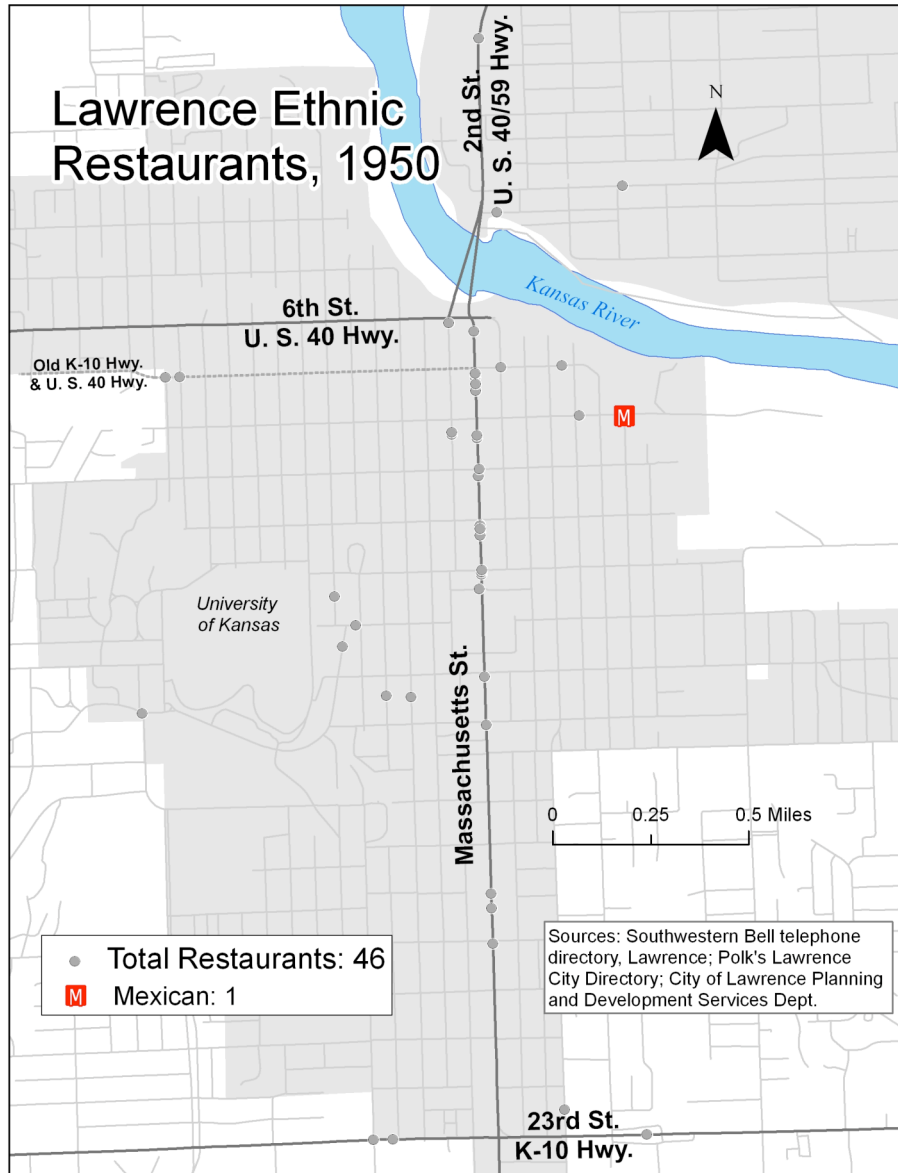 Lawrence Ethnic
Restaurants, 1950
2nd St.
U. S. 40/59 Hwy.
N
Kansas River
6th St.
U. S. 40 Hwy.
Old K-10 Hwy.
& U. S. 40 Hwy.
M
University
of Kansas
Massachusetts St.
0 0.25 0.5 Miles
Total Restaurants: 46
M Mexican: 1
Sources: Southwestern Bell telephone
directory, Lawrence; Polk's Lawrence
City Directory; City of Lawrence Planning
and Development Services Dept.
23rd St.
K-10 Hwy.